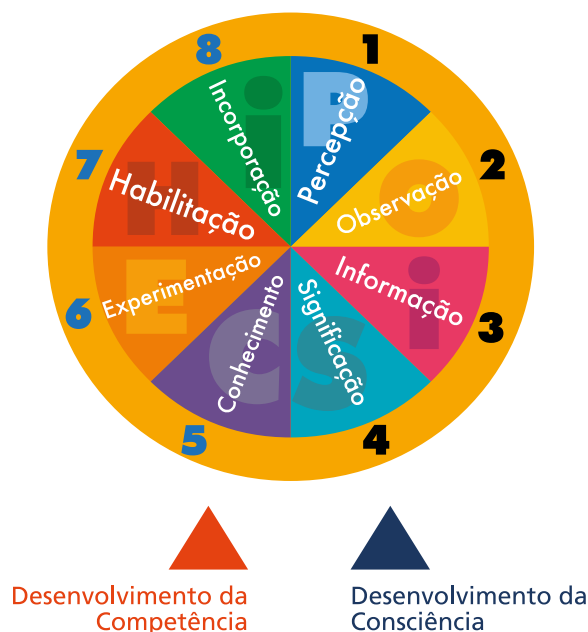 1
P
Percepção
2
O
Observação
3
i
Informação
4
S
Significação
5
C
Conhecimento
6
E
Experimentação
7
H
Habilitação
8
i
Incorporação
Desenvolvimento da
Competência
Desenvolvimento da
Consciência